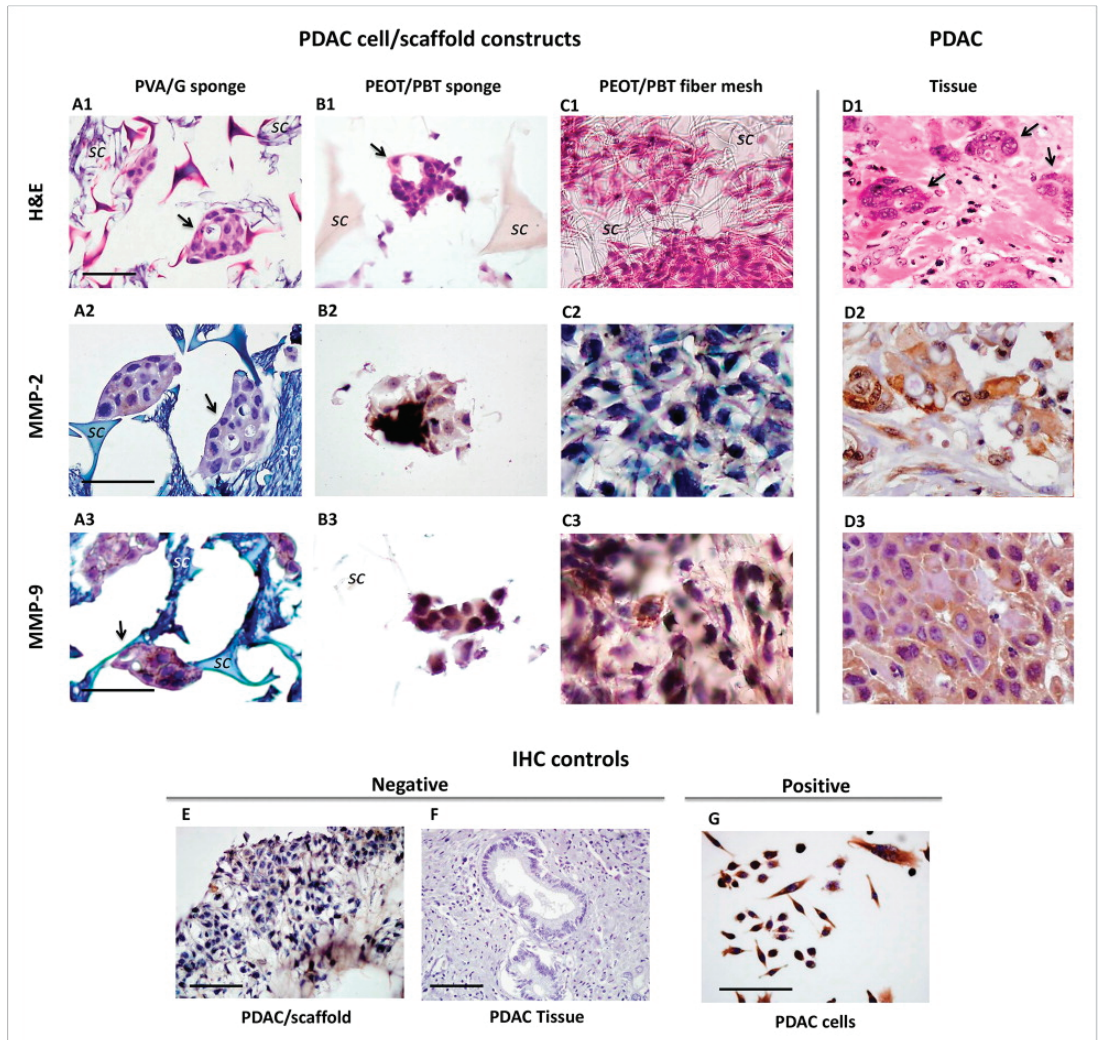 PDAC cell/scaffold constructs
PDAC
PVA/G sponge
PEOT/PBT sponge
PEOT/PBT fiber mesh
Tissue
A1
B1
C1
D1
H&E
SC
SC
SC
SC
SC
SC
A2
B2
C2
D2
MMP-2
SC
SC
A3
B3
C3
D3
MMP-9
SC
SC
SC
IHC controls
Negative
Positive
E
F
G
PDAC/scaffold
PDAC Tissue
PDAC cells